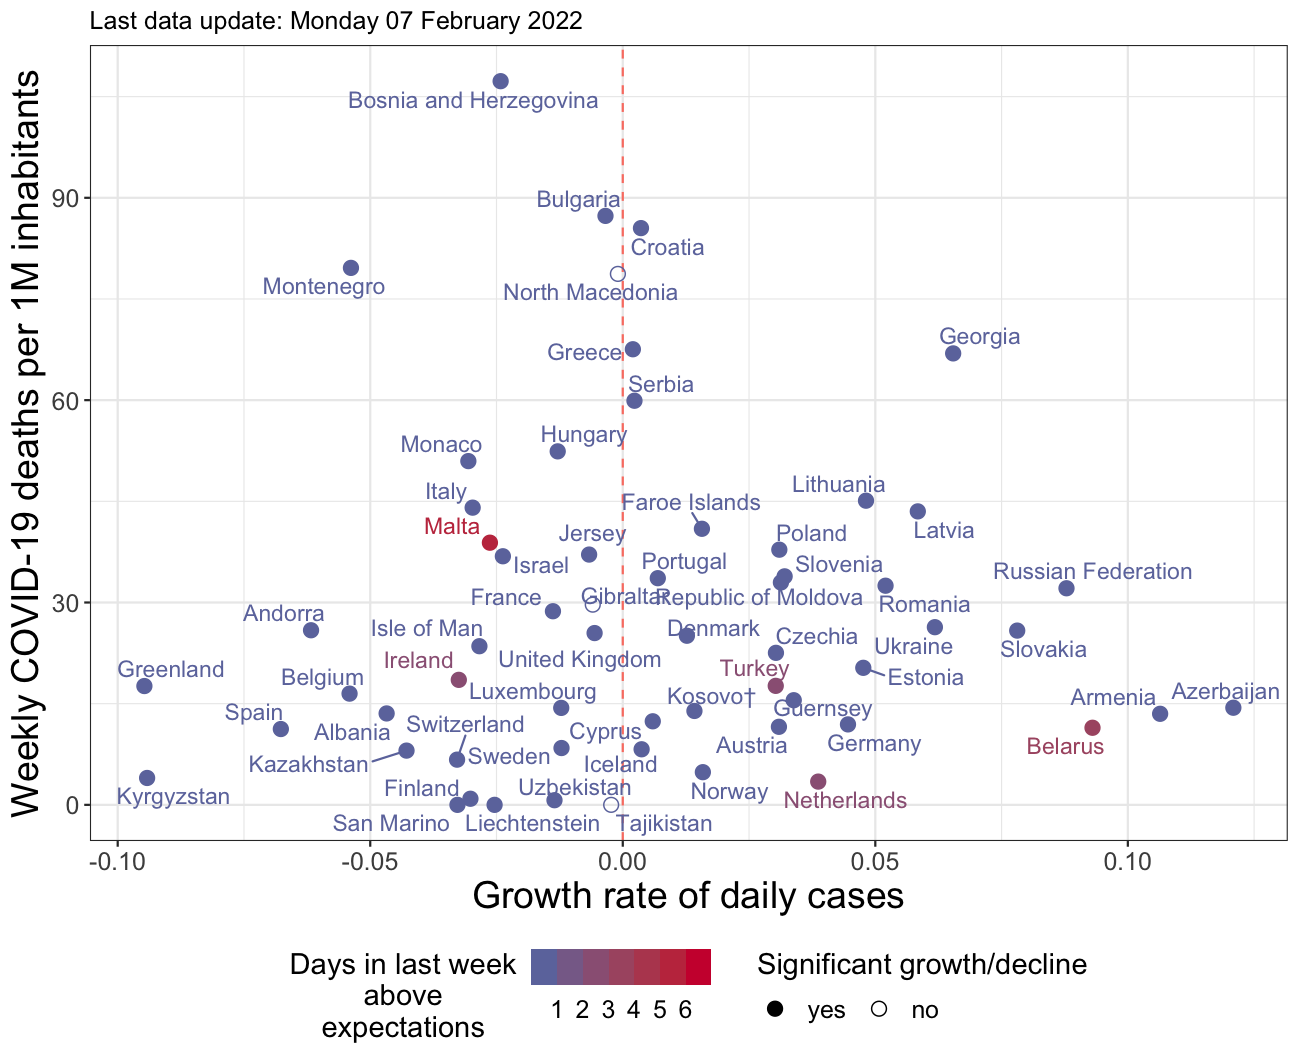 Last data update: Monday 07 February 2022
Weekly COVID-19 deaths per 1M inhabitants
90
60
30
0
Bosnia and Herzegovina
Bulgaria
Croatia
Montenegro
North Macedonia
Georgia
Greece
Serbia
Hungary
Monaco
Italy
Lithuania
Faroe Islands
Malta
Latvia
Jersey
Poland
Israel
Portugal
Slovenia
Russian Federation
France
Gibraltar
Republic of Moldova
Romania
Andorra
Isle of Man
Denmark
Czechia
Ukraine
Slovakia
Ireland
United Kingdom
Greenland
Turkey
Belgium
Estonia
Luxembourg
Kosovo†
Armenia
Azerbaijan
Spain
Guernsey
Albania
Switzerland
Cyprus
Austria
Germany
Belarus
Kazakhstan
Sweden
Iceland
Finland
Uzbekistan
Norway
Kyrgyzstan
Netherlands
San Marino
Liechtenstein
Tajikistan
-0.10
-0.05
0.00
0.05
0.10
Growth rate of daily cases
Days in last week
above
expectations
1 2 3 4 5 6
Significant growth/decline
yes
no